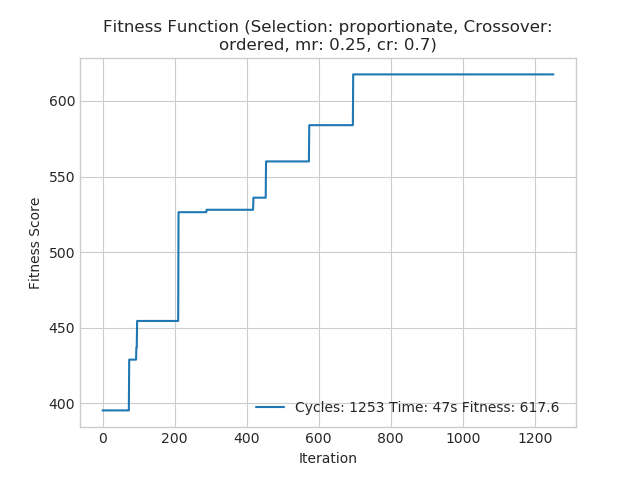 Fitness Function (Selection: proportionate, Crossover:
ordered, mr: 0.25, cr: 0.7)
600
550
500
450
400
Fitness Score
Cycles: 1253 Time: 47s Fitness: 617.6
0 200 400 600 800 1000 1200
Iteration